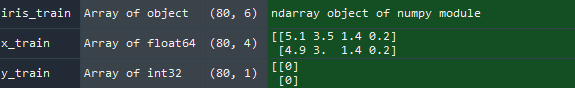 iris_train Array of object (80, 6) ndarray object of numpy module
x_train Array of float64 (80, 4) [[5.1 3.5 1.4 0.2]
[4.9 3. 1.4 0.2]
y_train Array of int32 (80, 1) [[0]
[0]